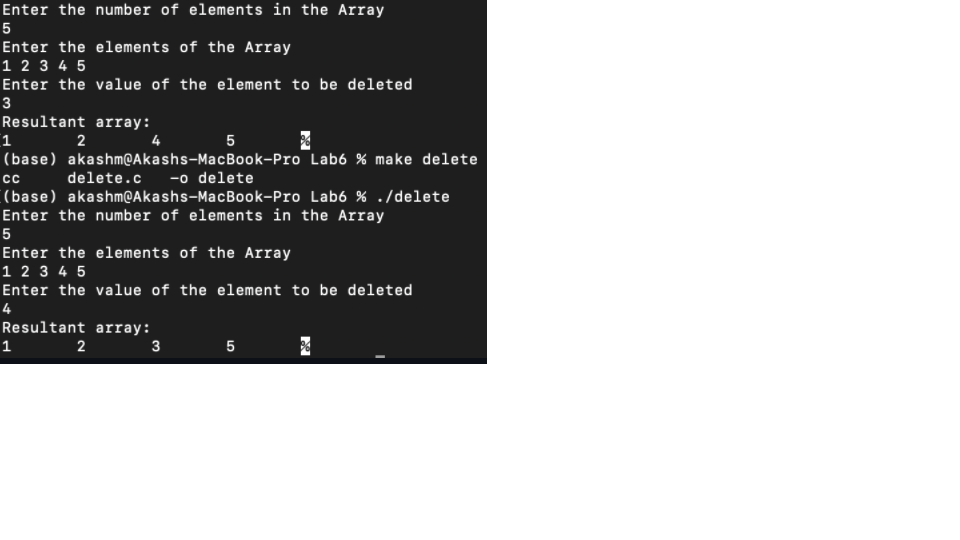 Enter the number of elements in the Array
5
Enter the elements of the Array
1 2 3 4 5
Enter the value of the element to be deleted
3
Resultant array:
[1       2       4       5       %
(base) akashm@Akashs-MacBook-Pro Lab6 % make delete
cc     delete.c   -o delete
[(base) akashm@Akashs-MacBook-Pro Lab6 % ./delete
Enter the number of elements in the Array
5
Enter the elements of the Array
1 2 3 4 5
Enter the value of the element to be deleted
4
Resultant array:
1       2       3       5       %